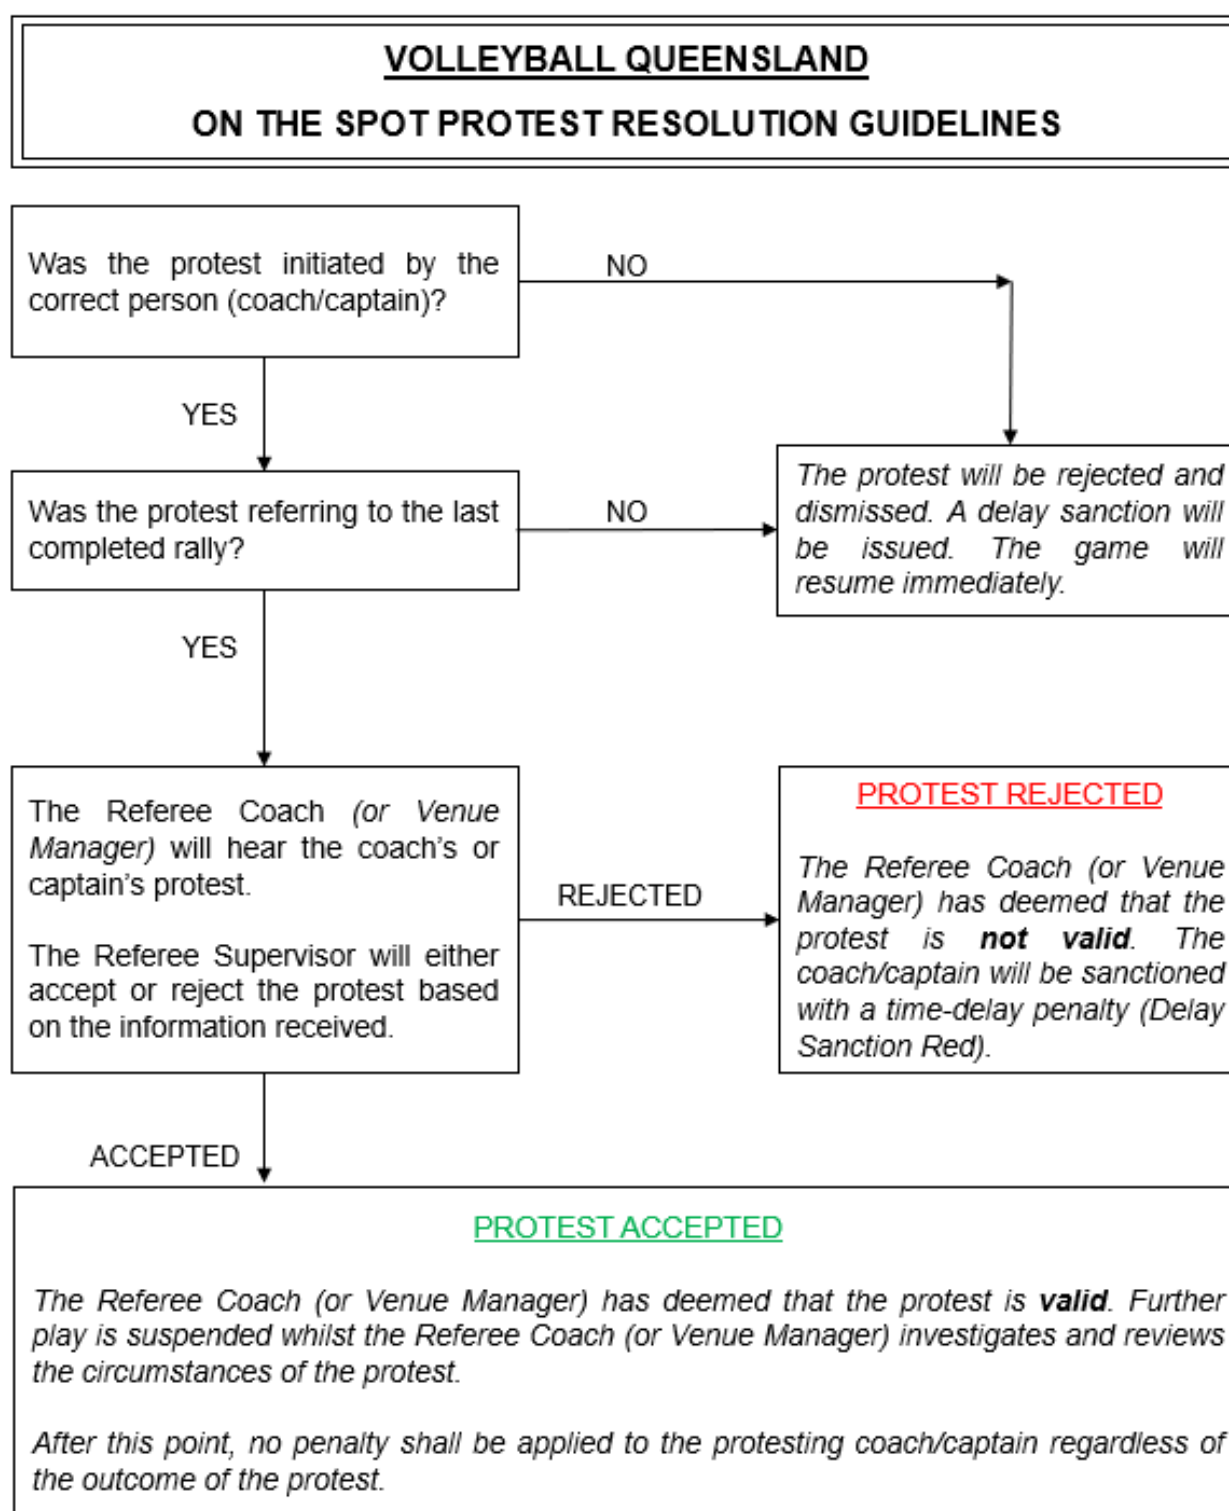 VOLLEYBALL QUEENSLAND
ON THE SPOT PROTEST RESOLUTION GUIDELINES
Was the protest initiated by the
correct person (coach/captain)?
NO
YES
Was the protest referring to the last
completed rally?
NO
The protest will be rejected and
dismissed. A delay sanction will
be issued. The game will
resume immediately.
YES
The Referee Coach (or Venue
Manager) will hear the coach’s or
captain’s protest.
The Referee Supervisor will either
accept or reject the protest based
on the information received.
REJECTED
PROTEST REJECTED
The Referee Coach (or Venue
Manager) has deemed that the
protest is not valid. The
coach/captain will be sanctioned
with a time-delay penalty (Delay
Sanction Red).
ACCEPTED
PROTEST ACCEPTED
The Referee Coach (or Venue Manager) has deemed that the protest is valid. Further
play is suspended whilst the Referee Coach (or Venue Manager) investigates and reviews
the circumstances of the protest.
After this point, no penalty shall be applied to the protesting coach/captain regardless of
the outcome of the protest.